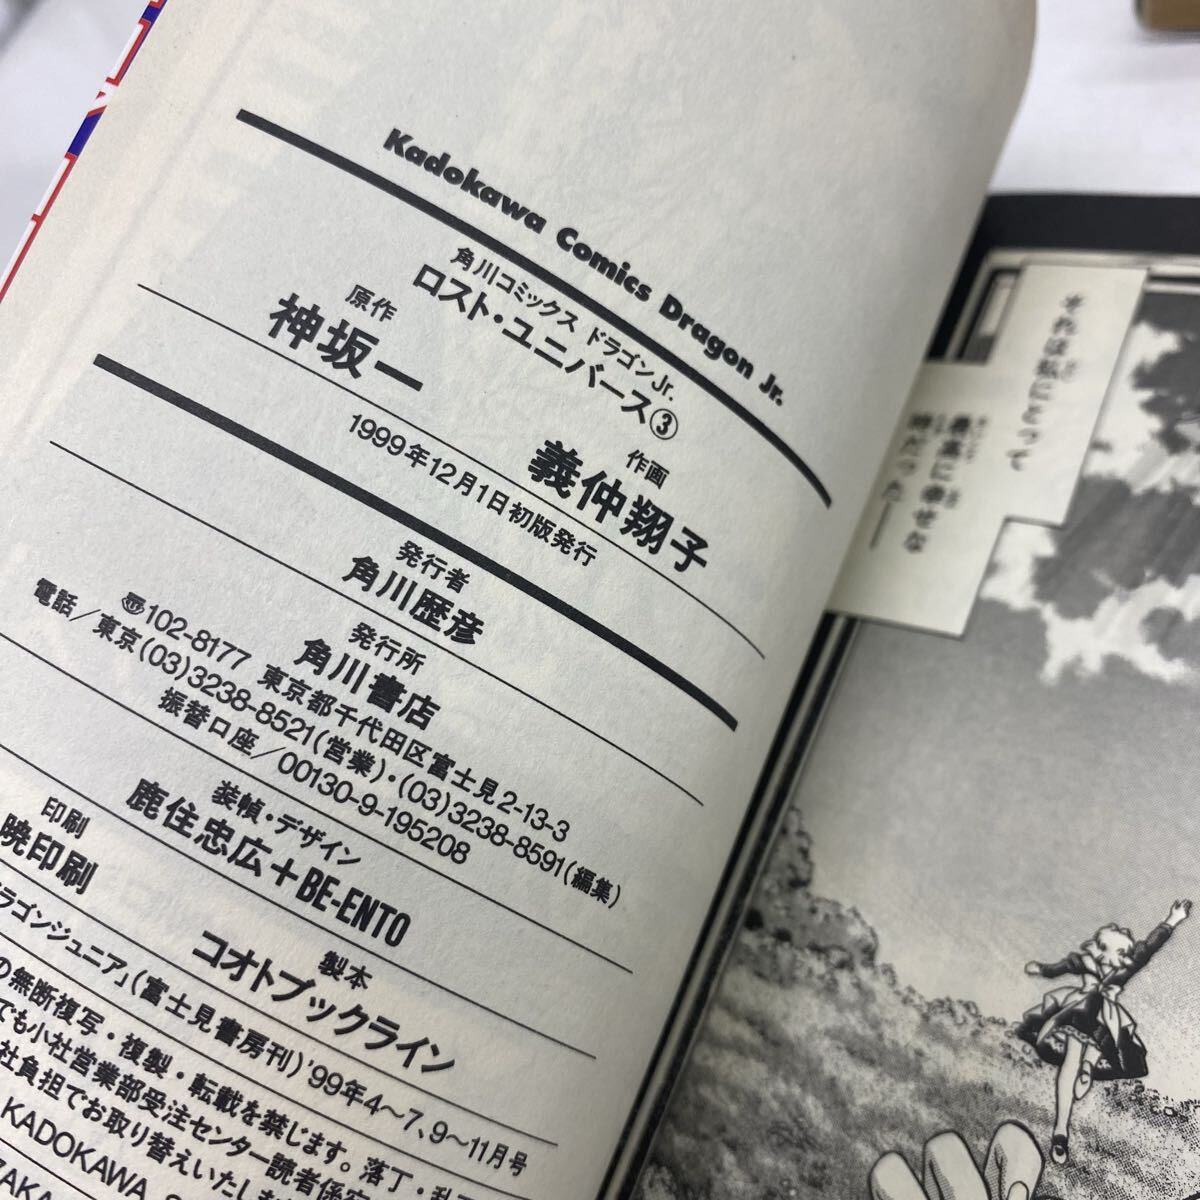 Kadokawa Comics Dragon Jr.
角川コミックス ドラゴンJr.
ロスト・ユニバース③
原作
神坂一
作画
義仲翔子
1999年12月1日初版発行
発行者
角川歴彦
発行所
角川書店
〠102-8177 東京都千代田区富士見2-13-3
電話/東京(03)3238-8521(営業)・(03)3238-8591(編集)
振替口座/00130-9-195208
装幀・デザイン
鹿住忠広+BE-ENTO
印刷
暁印刷
製本
コオトブックライン
ラゴンジュニア」(富士見書房刊)'99年4〜7、9〜11月号
の無断複写・複製・転載を禁じます。落丁・乱丁
でも小社営業部受注センター読者係宛
社負担でお取り替えいたしま
KADOKAWA
ZAKA
それは私にとって
最高に幸せな
時だった——